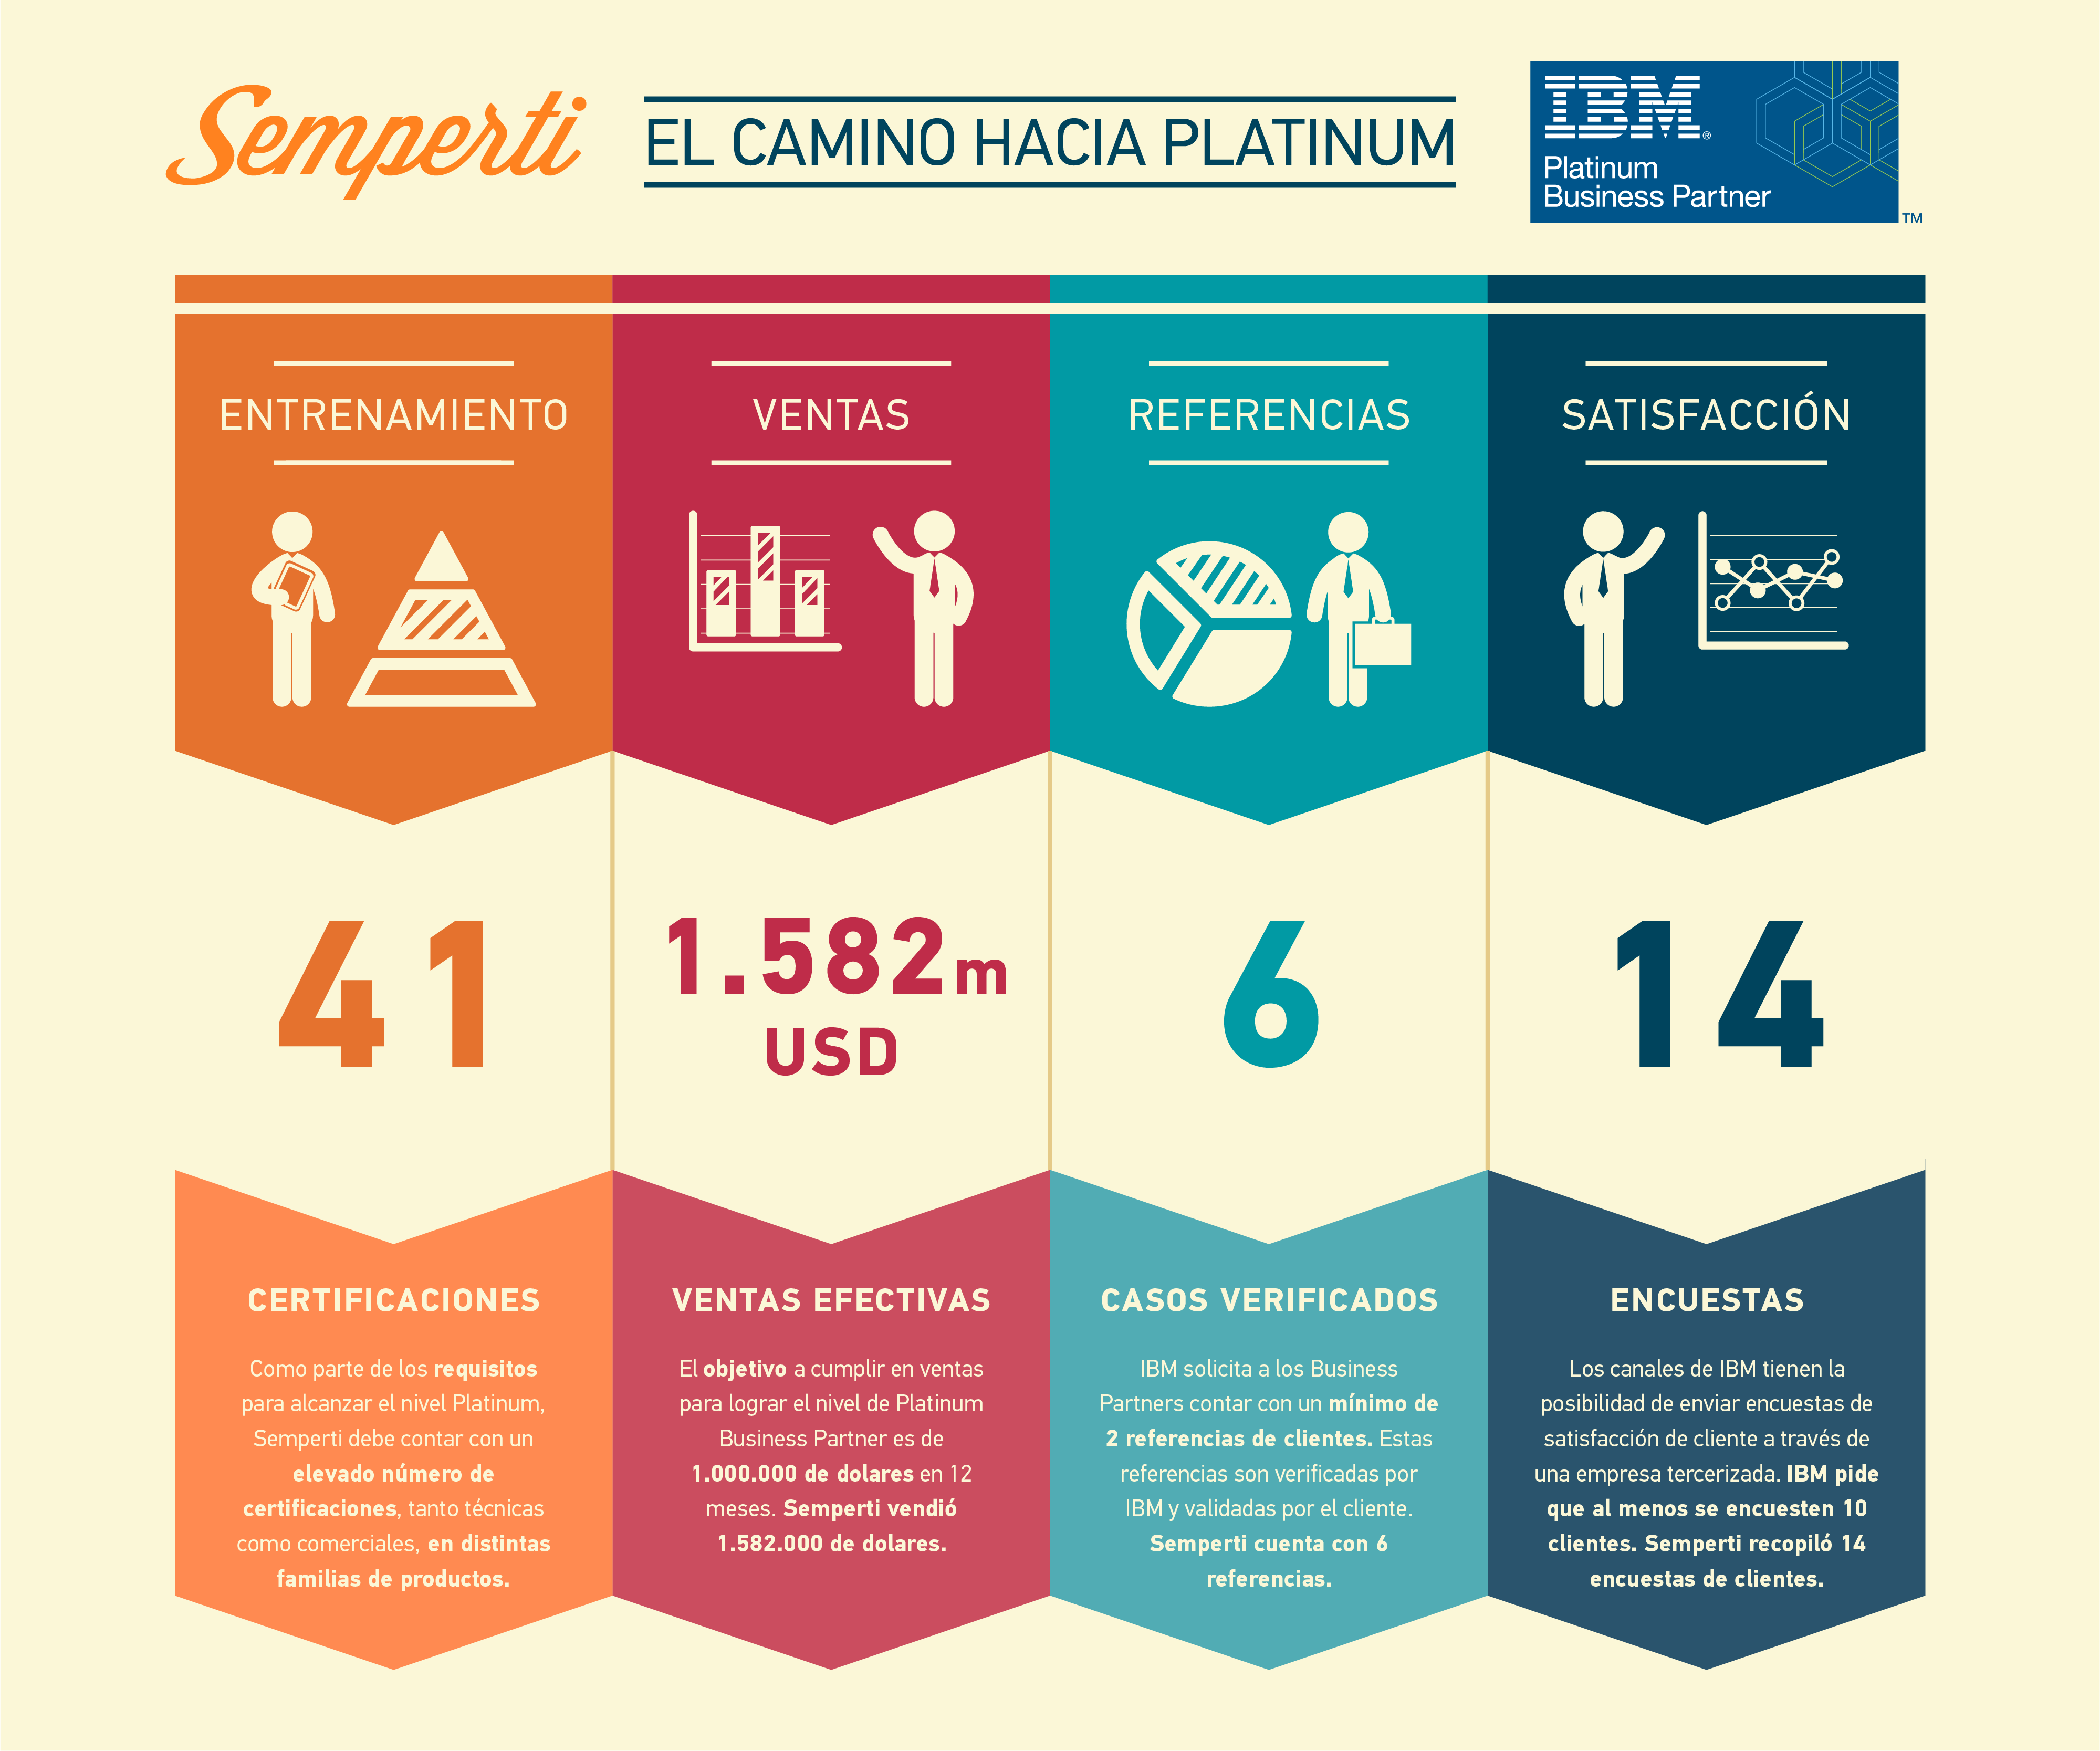 Semperti
EL CAMINO HACIA PLATINUM
IBM®
Platinum
Business Partner
TM
ENTRENAMIENTO
VENTAS
REFERENCIAS
SATISFACCIÓN
41
1.582m
USD
6
14
CERTIFICACIONES
Como parte de los requisitos
para alcanzar el nivel Platinum,
Semperti debe contar con un
elevado número de
certificaciones, tanto técnicas
como comerciales, en distintas
familias de productos.
VENTAS EFECTIVAS
El objetivo a cumplir en ventas
para lograr el nivel de Platinum
Business Partner es de
1.000.000 de dolares en 12
meses. Semperti vendió
1.582.000 de dolares.
CASOS VERIFICADOS
IBM solicita a los Business
Partners contar con un mínimo de
2 referencias de clientes. Estas
referencias son verificadas por
IBM y validadas por el cliente.
Semperti cuenta con 6
referencias.
ENCUESTAS
Los canales de IBM tienen la
posibilidad de enviar encuestas de
satisfacción de cliente a través de
una empresa tercerizada. IBM pide
que al menos se encuesten 10
clientes. Semperti recopiló 14
encuestas de clientes.